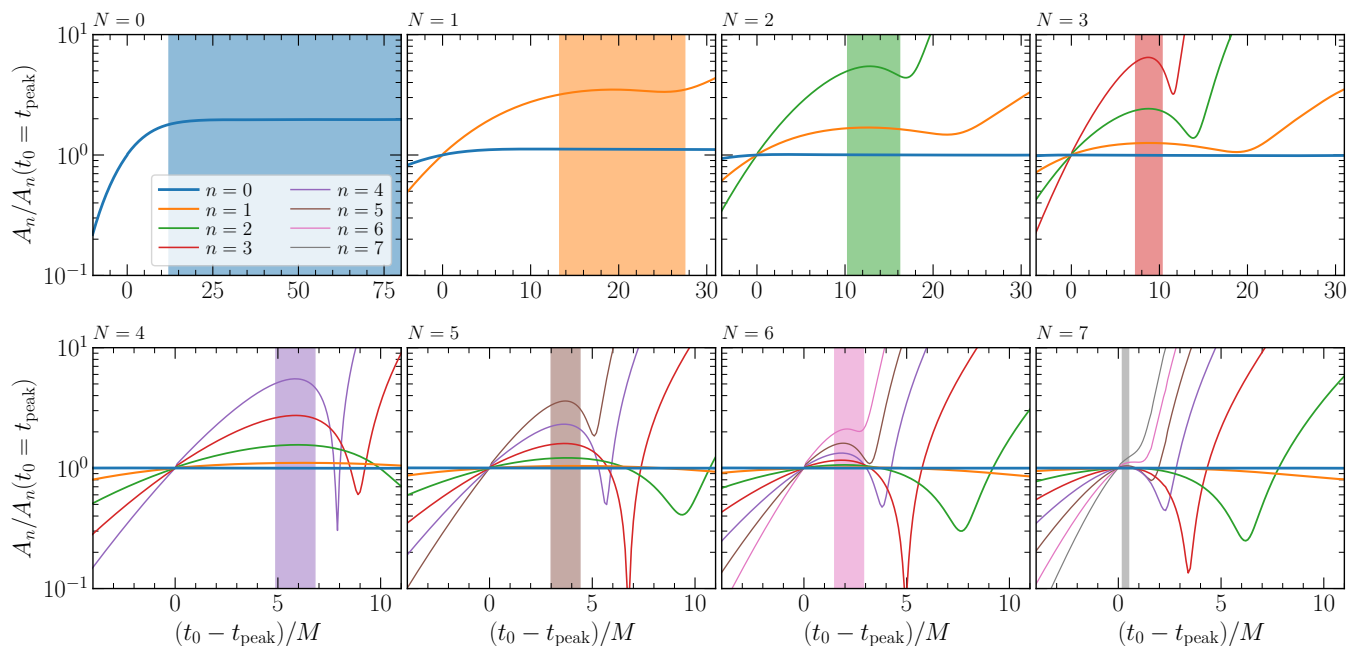 N = 0
N = 1
N = 2
N = 3
A_n/A_n(t_0 = t_peak)
10^1
10^0
10^{-1}
n = 0
n = 1
n = 2
n = 3
n = 4
n = 5
n = 6
n = 7
0 25 50 75
0 10 20 30
0 10 20 30
0 10 20 30
N = 4
N = 5
N = 6
N = 7
A_n/A_n(t_0 = t_peak)
10^1
10^0
10^{-1}
0 5 10
0 5 10
0 5 10
0 5 10
(t_0 − t_peak)/M
(t_0 − t_peak)/M
(t_0 − t_peak)/M
(t_0 − t_peak)/M